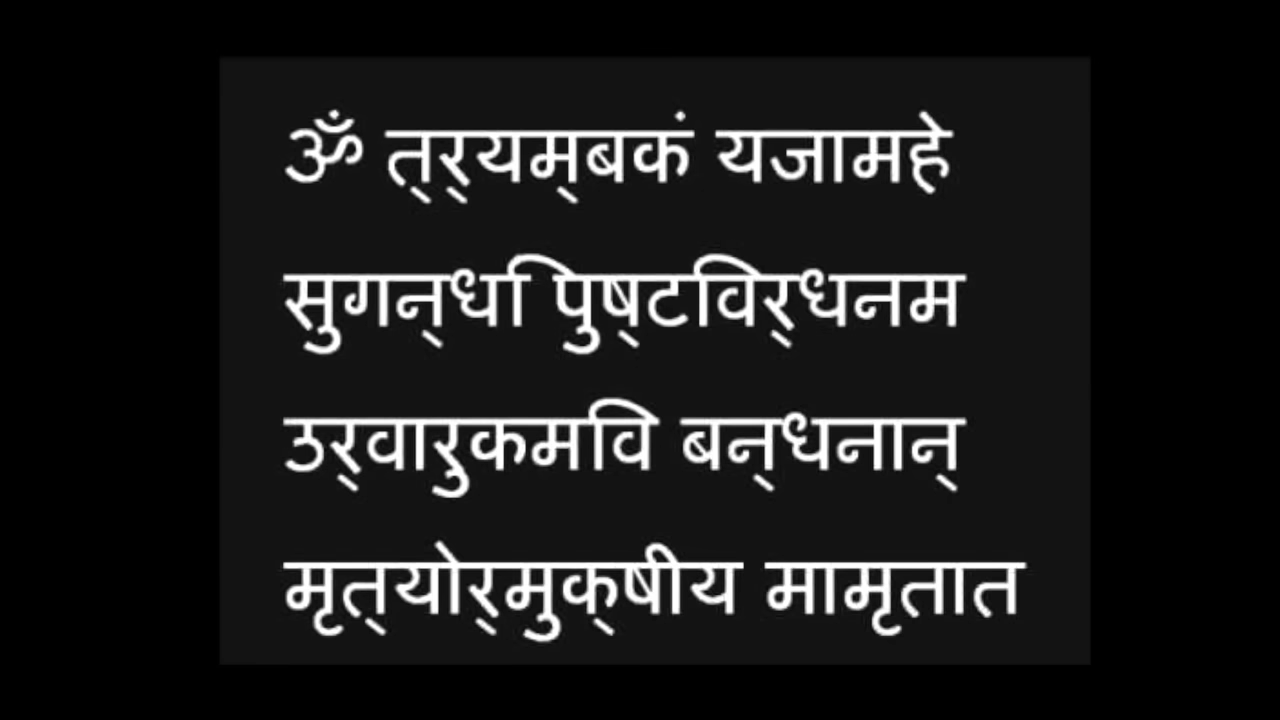 ॐ त्र्यम्बकं यजामहे
सुगन्धिा पुष्टविर्धनम
उर्वारुकमवि बन्धनान्
मृत्योर्मुक्षीय मामृतात